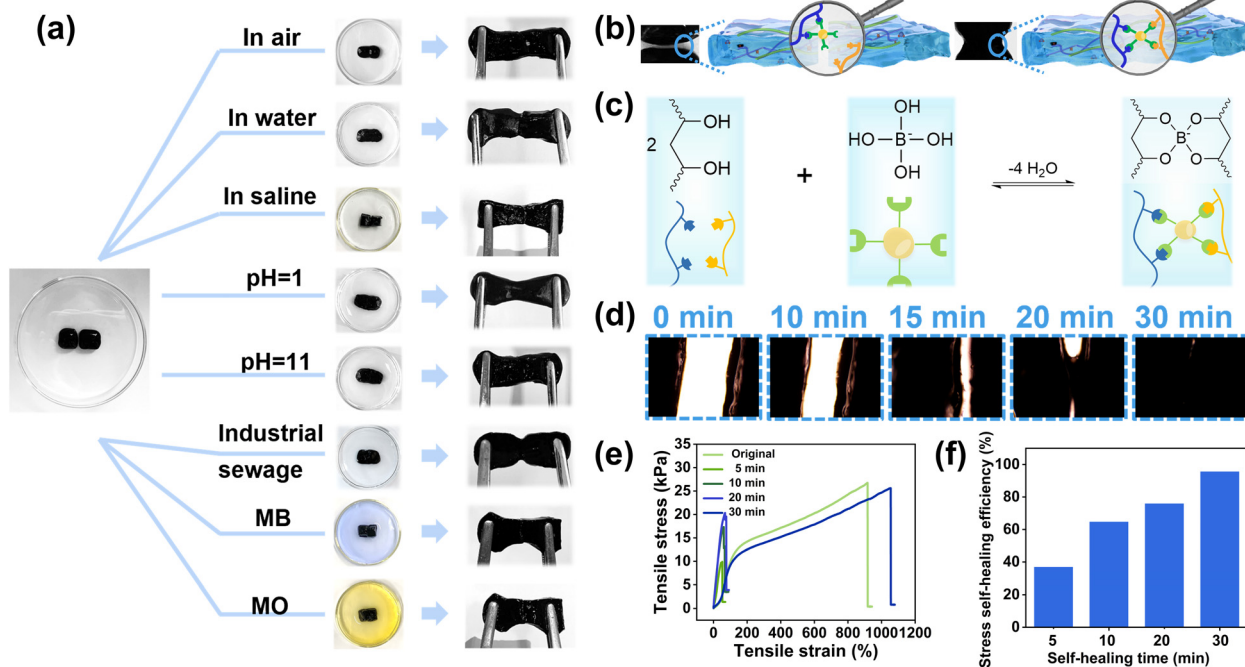 (a)
In air
In water
In saline
pH=1
pH=11
Industrial
sewage
MB
MO
(b)
(c)
2
OH
OH
+
OH
HO B⁻ OH
OH
-4 H₂O
O O
B⁻
O O
(d)
0 min
10 min
15 min
20 min
30 min
(e)
Tensile stress (kPa)
35
30
25
20
15
10
5
0
Original
5 min
10 min
20 min
30 min
0 200 400 600 800 1000 1200
Tensile strain (%)
(f)
Stress self-healing efficiency (%)
100
80
60
40
20
0
5 10 20 30
Self-healing time (min)